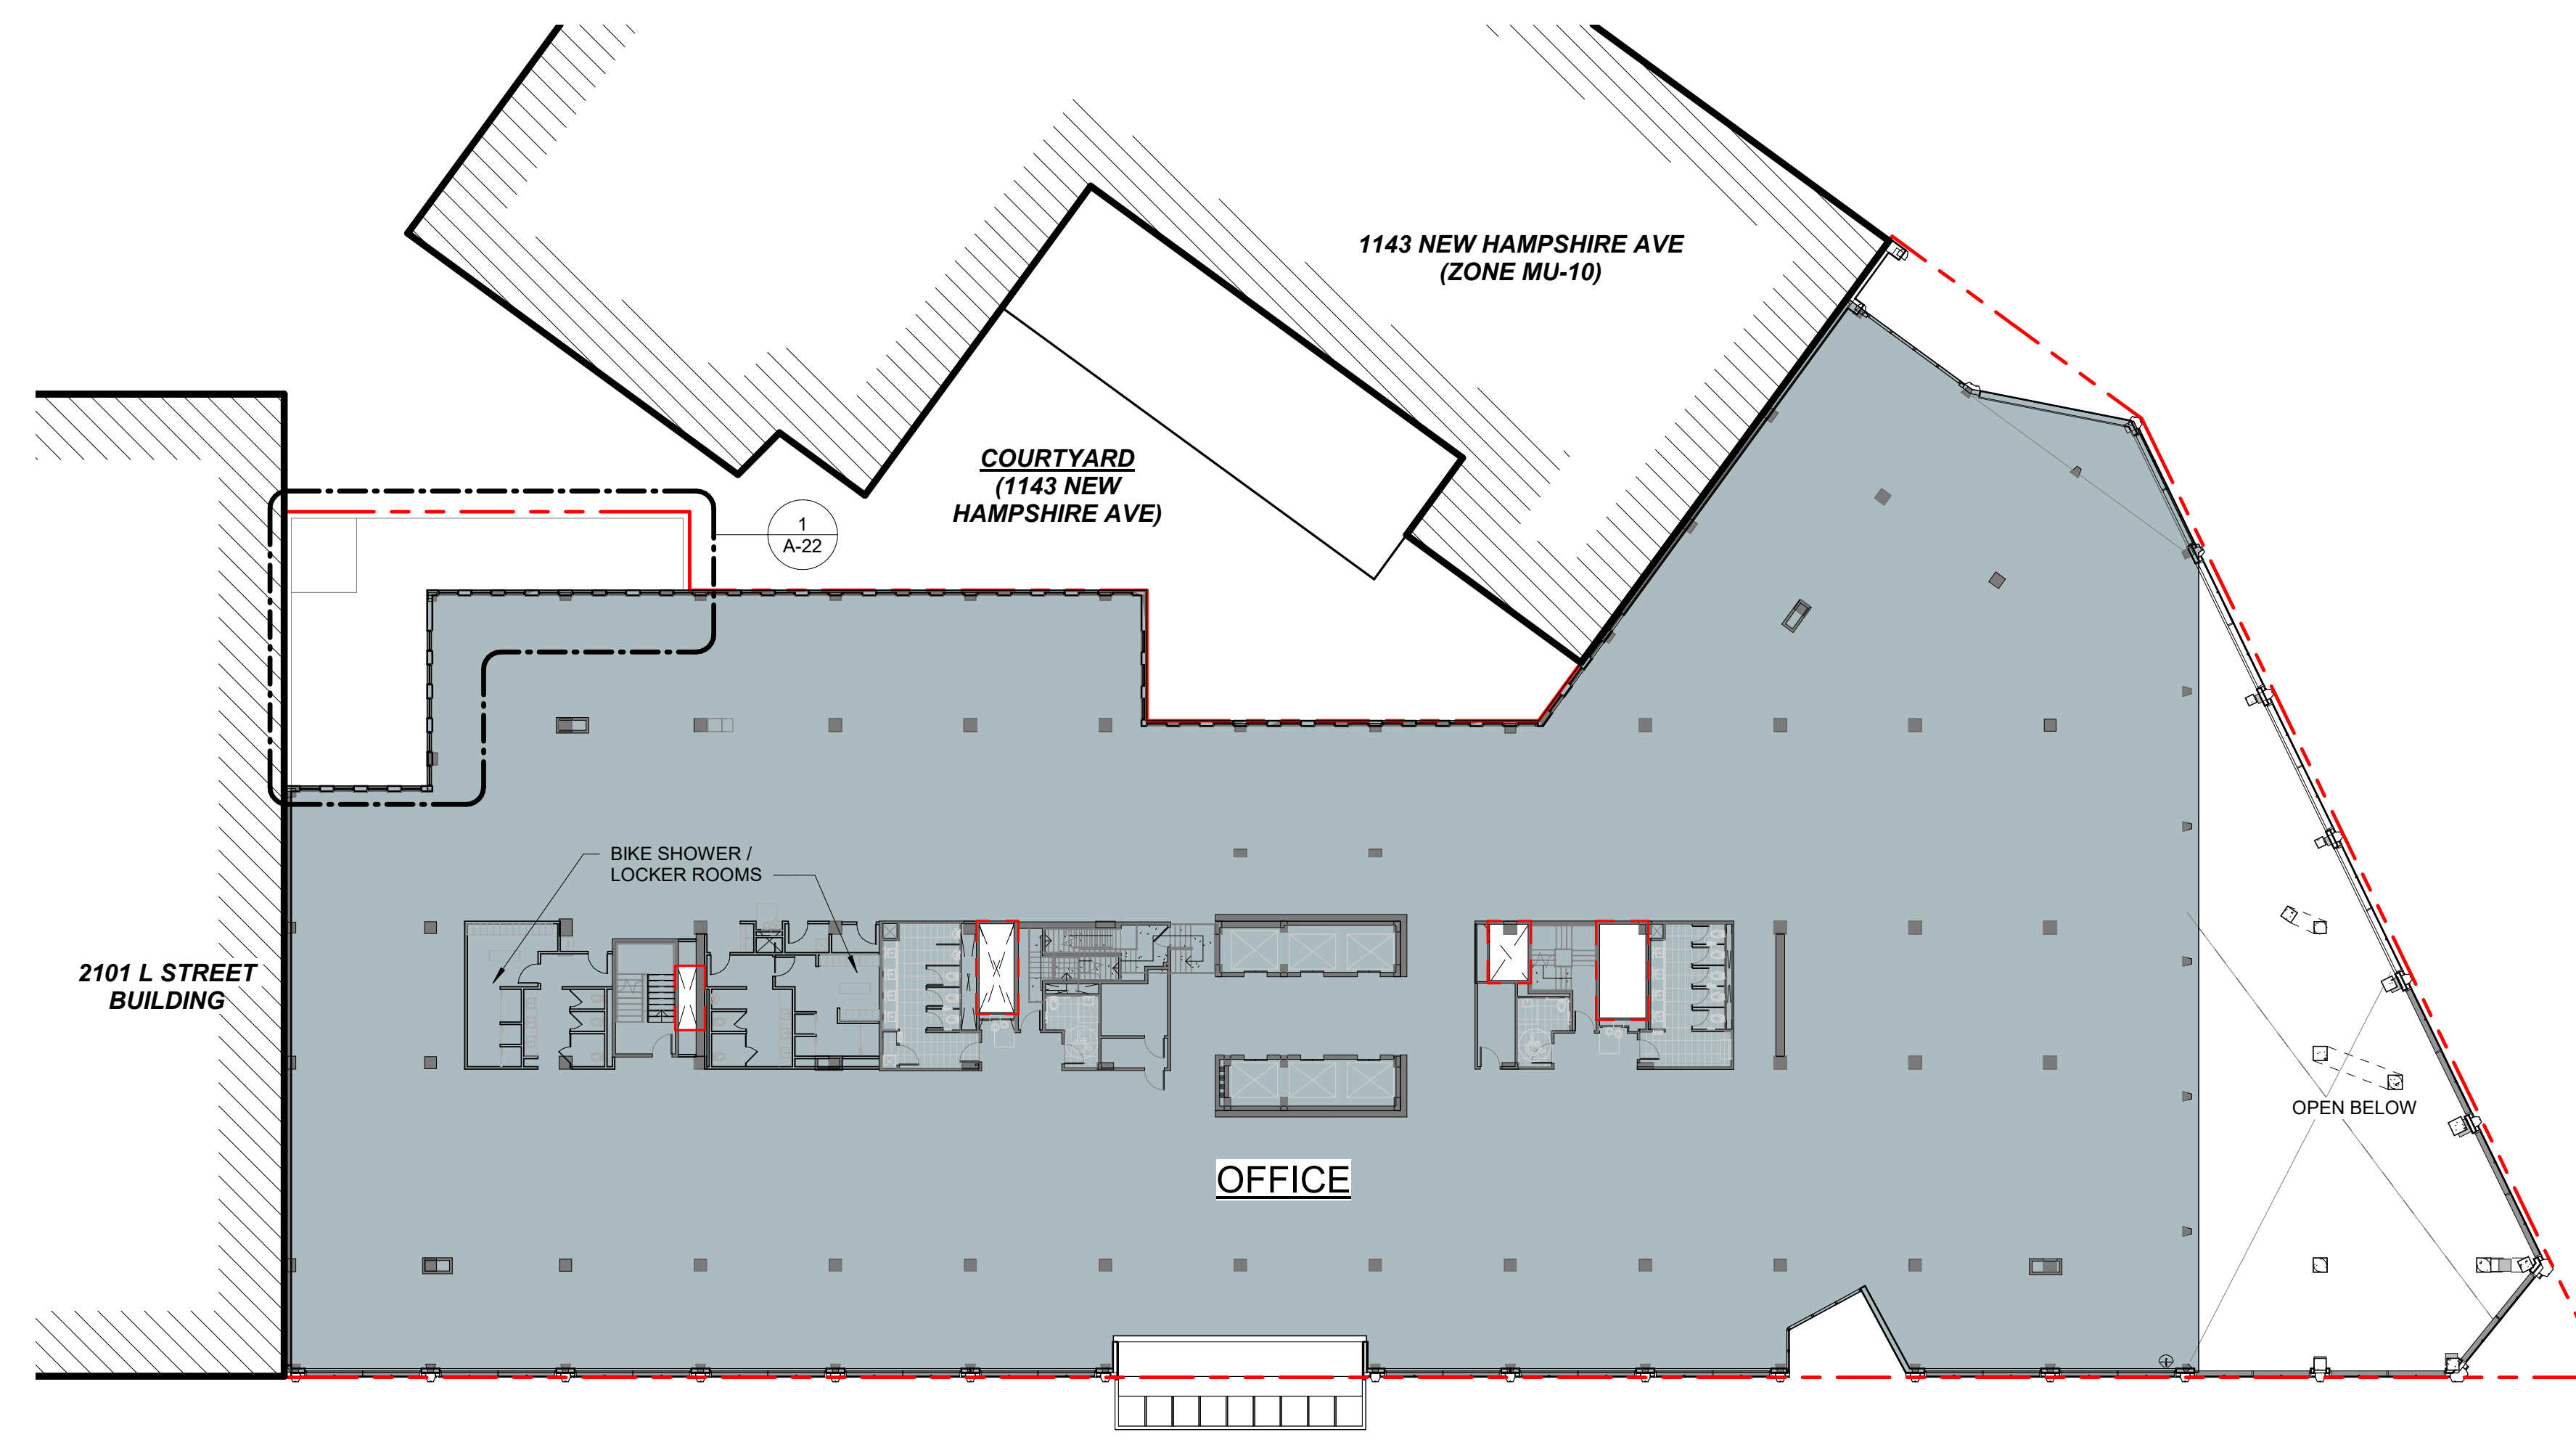 1143 NEW HAMPSHIRE AVE
(ZONE MU-10)
COURTYARD
(1143 NEW
HAMPSHIRE AVE)
1
A-22
BIKE SHOWER /
LOCKER ROOMS
2101 L STREET
BUILDING
OPEN BELOW
OFFICE